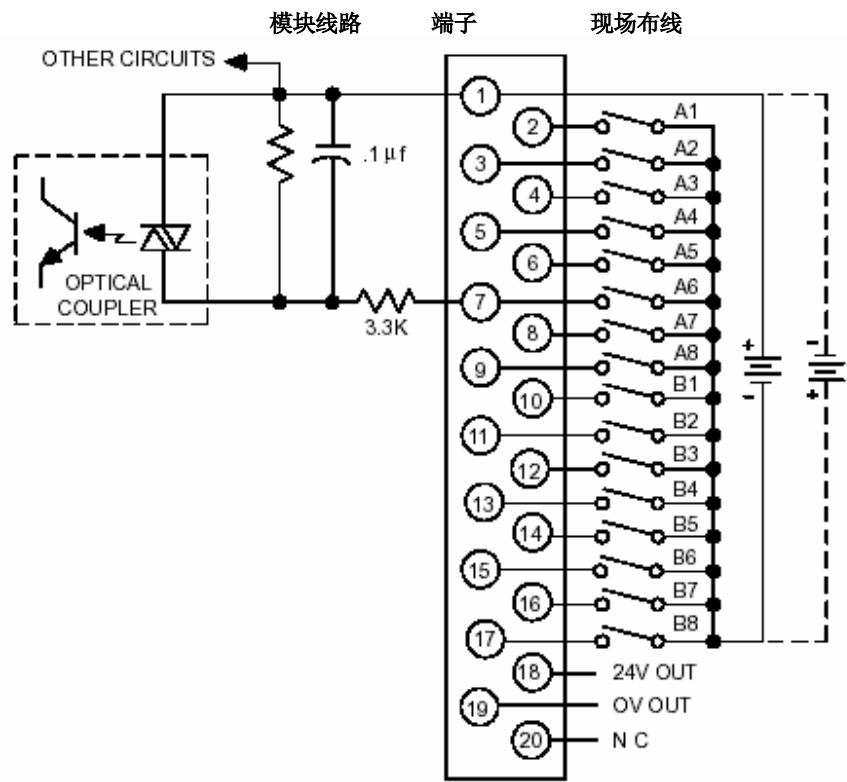 模块线路 端子 现场布线
OTHER CIRCUITS
1
A1
2
.1 µf
3
A2
4
A3
5
A4
6
A5
OPTICAL
COUPLER
3.3K
7
A6
8
A7
9
A8
+
-
-
+
10
B1
11
B2
12
B3
13
B4
14
B5
15
B6
16
B7
17
B8
18
24V OUT
19
OV OUT
20
N C